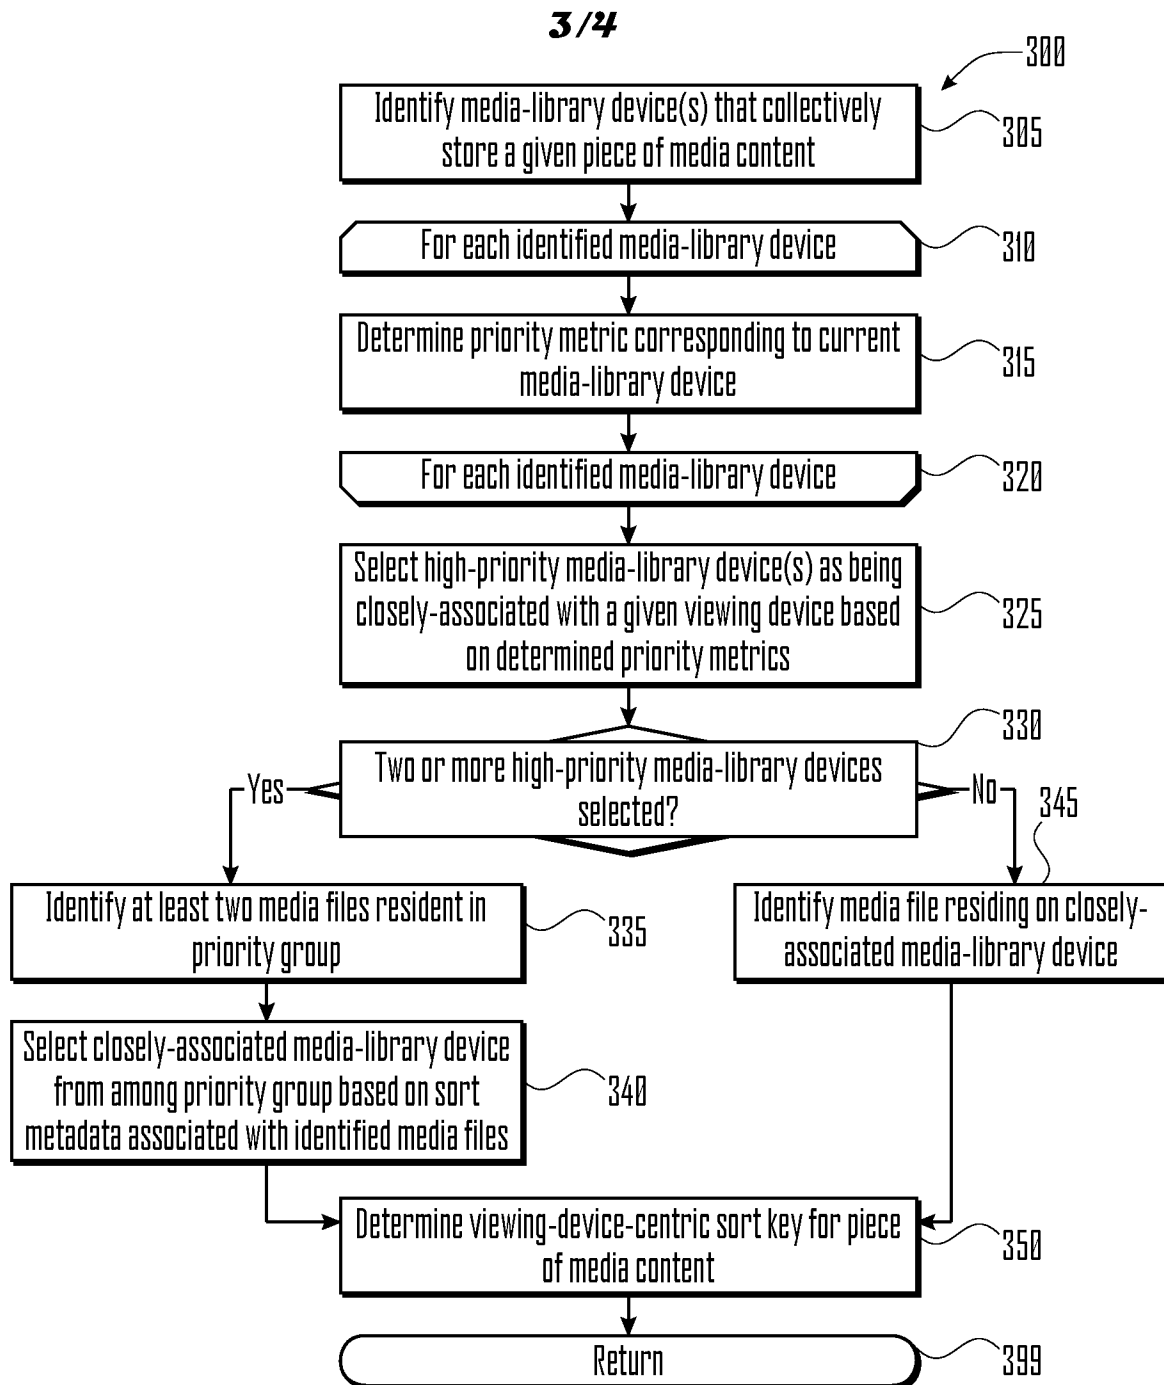 3/4
300
Identify media-library device(s) that collectively
store a given piece of media content
305
For each identified media-library device
310
Determine priority metric corresponding to current
media-library device
315
For each identified media-library device
320
Select high-priority media-library device(s) as being
closely-associated with a given viewing device based
on determined priority metrics
325
330
Two or more high-priority media-library devices
selected?
Yes
No
345
Identify at least two media files resident in
priority group
335
Identify media file residing on closely-
associated media-library device
Select closely-associated media-library device
from among priority group based on sort
metadata associated with identified media files
340
Determine viewing-device-centric sort key for piece
of media content
350
Return
399